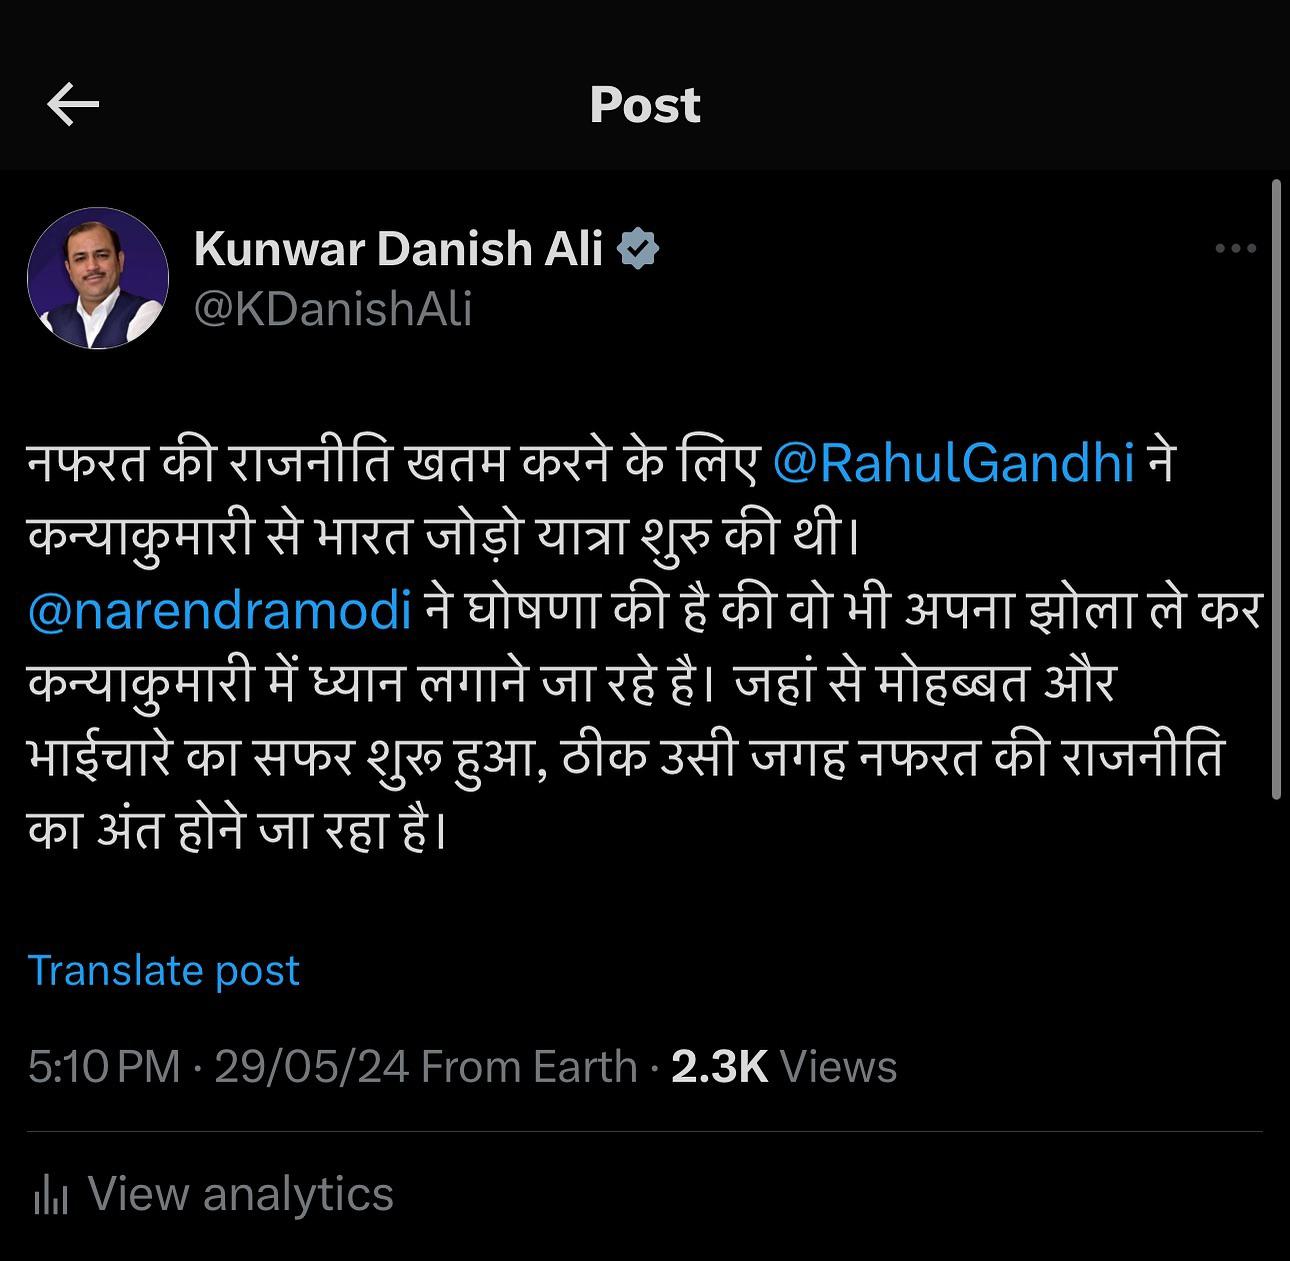 Post
Kunwar Danish Ali
@KDanishAli
नफरत की राजनीति खतम करने के लिए @RahulGandhi ने
कन्याकुमारी से भारत जोड़ो यात्रा शुरु की थी।
@narendramodi ने घोषणा की है की वो भी अपना झोला ले कर
कन्याकुमारी में ध्यान लगाने जा रहे है। जहां से मोहब्बत और
भाईचारे का सफर शुरू हुआ, ठीक उसी जगह नफरत की राजनीति
का अंत होने जा रहा है।
Translate post
5:10 PM · 29/05/24 From Earth · 2.3K Views
View analytics